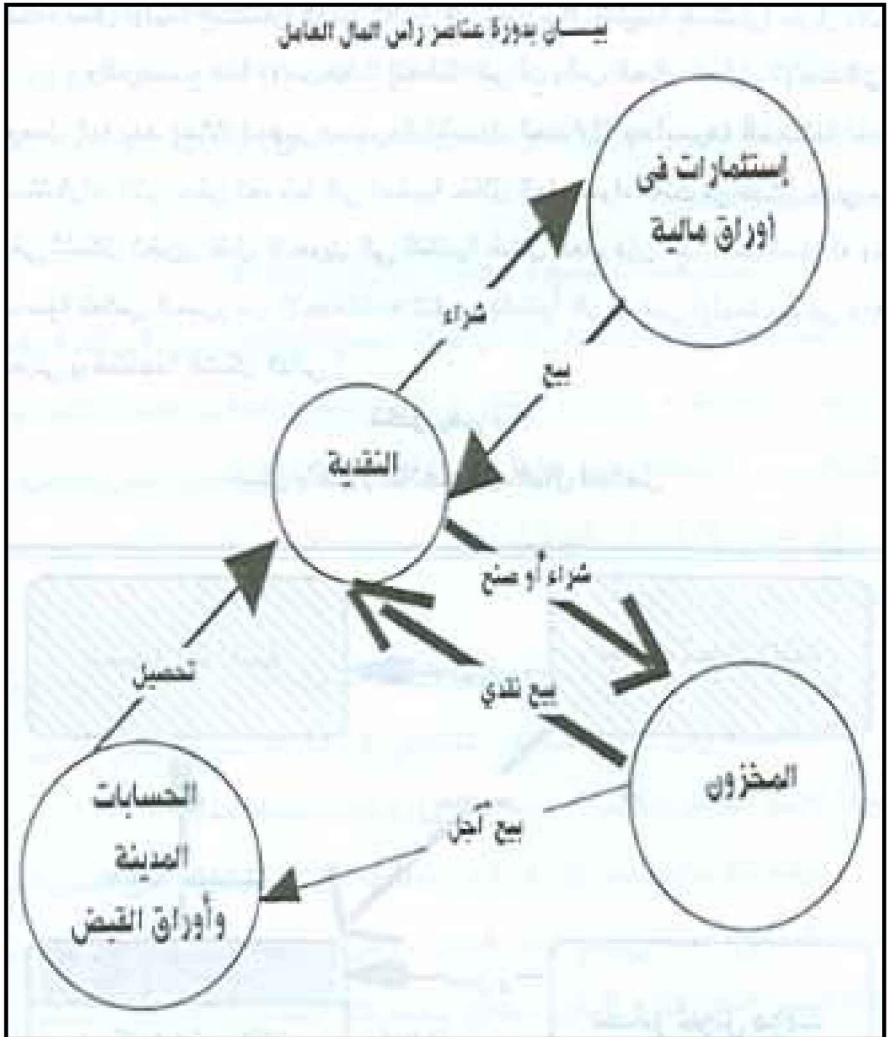 بيـــان بدورة عناصر رأس المال العامل
إستثمارات فى
أوراق مالية
شراء
بيع
النقدية
شراء أو صنع
تحصيل
بيع نقدي
المخزون
بيع آجل
الحسابات
المدينة
وأوراق القبض